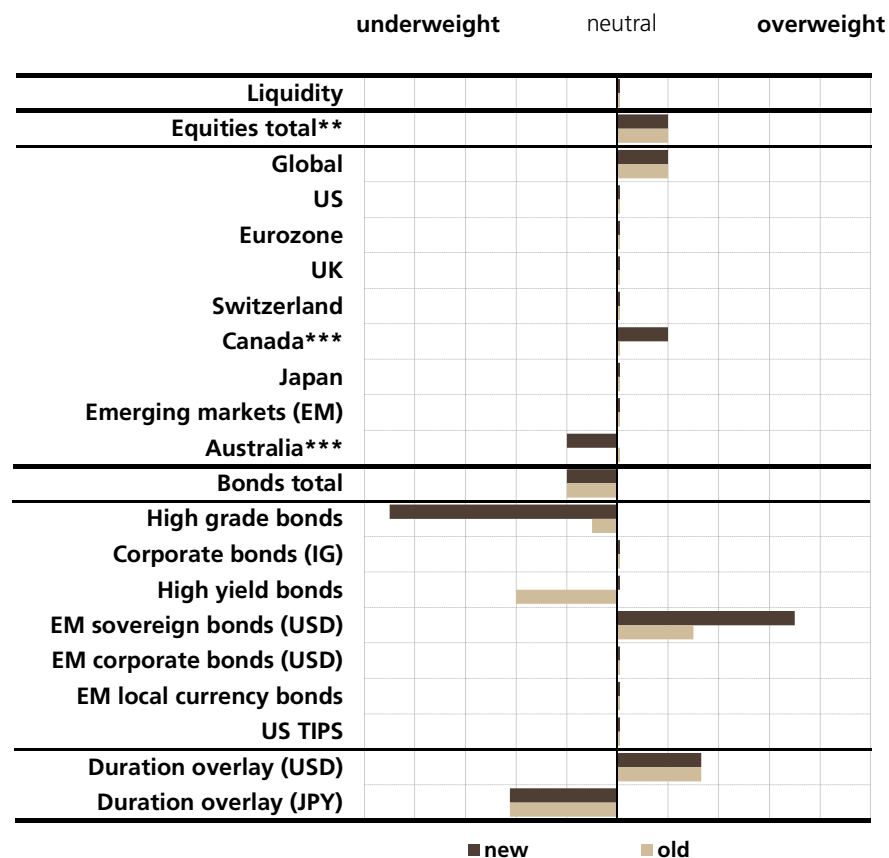 underweight neutral overweight
Liquidity
Equities total**
Global
US
Eurozone
UK
Switzerland
Canada***
Japan
Emerging markets (EM)
Australia***
Bonds total
High grade bonds
Corporate bonds (IG)
High yield bonds
EM sovereign bonds (USD)
EM corporate bonds (USD)
EM local currency bonds
US TIPS
Duration overlay (USD)
Duration overlay (JPY)
new old